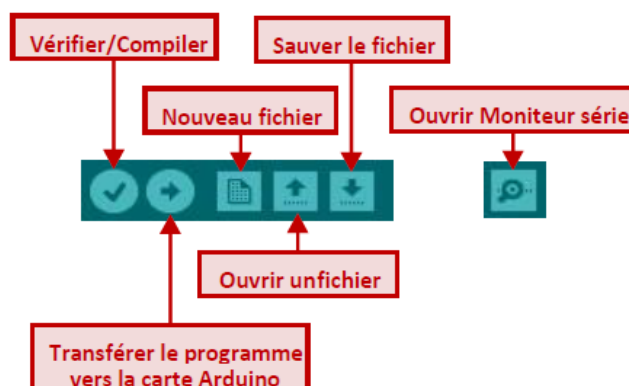 Vérifier/Compiler
Sauver le fichier
Nouveau fichier
Ouvrir Moniteur série
Ouvrir unfichier
Transférer le programme
vers la carte Arduino